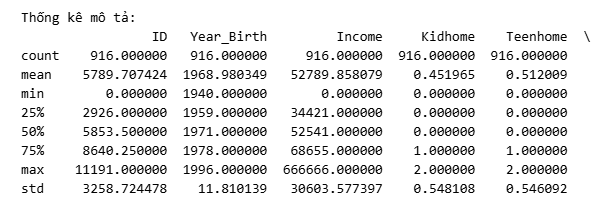 Thống kê mô tả:
ID Year_Birth Income Kidhome Teenhome \
count 916.000000 916.000000 916.000000 916.000000 916.000000
mean 5789.707424 1968.980349 52789.858079 0.451965 0.512009
min 0.000000 1940.000000 0.000000 0.000000 0.000000
25% 2926.000000 1959.000000 34421.000000 0.000000 0.000000
50% 5853.500000 1971.000000 52541.000000 0.000000 0.000000
75% 8640.250000 1978.000000 68655.000000 1.000000 1.000000
max 11191.000000 1996.000000 666666.000000 2.000000 2.000000
std 3258.724478 11.810139 30603.577397 0.548108 0.546092